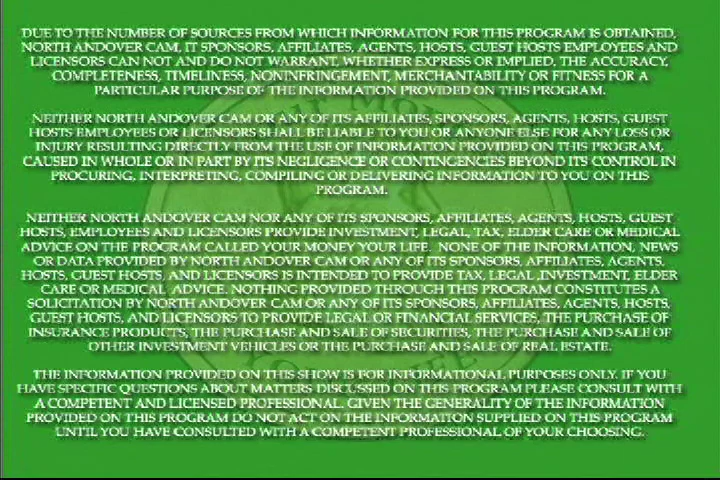 DUE TO THE NUMBER OF SOURCES FROM WHICH INFORMATION FOR THIS PROGRAM IS OBTAINED,
NORTH ANDOVER CAM, IT SPONSORS, AFFILIATES, AGENTS, HOSTS, GUEST HOSTS EMPLOYEES AND
LICENSORS CAN NOT AND DO NOT WARRANT, WHETHER EXPRESS OR IMPLIED, THE ACCURACY,
COMPLETENESS, TIMELINESS, NONINFRINGEMENT, MERCHANTABILITY OR FITNESS FOR A
PARTICULAR PURPOSE OF THE INFORMATION PROVIDED ON THIS PROGRAM.
NEITHER NORTH ANDOVER CAM OR ANY OF ITS AFFILIATES, SPONSORS, AGENTS, HOSTS, GUEST
HOSTS EMPLOYEES OR LICENSORS SHALL BE LIABLE TO YOU OR ANYONE ELSE FOR ANY LOSS OR
INJURY RESULTING DIRECTLY FROM THE USE OF INFORMATION PROVIDED ON THIS PROGRAM,
CAUSED IN WHOLE OR IN PART BY ITS NEGLIGENCE OR CONTINGENCIES BEYOND ITS CONTROL IN
PROCURING, INTERPRETING, COMPILING OR DELIVERING INFORMATION TO YOU ON THIS
PROGRAM.
NEITHER NORTH ANDOVER CAM NOR ANY OF ITS SPONSORS, AFFILIATES, AGENTS, HOSTS, GUEST
HOSTS, EMPLOYEES AND LICENSORS PROVIDE INVESTMENT, LEGAL, TAX, ELDER CARE OR MEDICAL
ADVICE ON THE PROGRAM CALLED YOUR MONEY YOUR LIFE. NONE OF THE INFORMATION, NEWS
OR DATA PROVIDED BY NORTH ANDOVER CAM OR ANY OF ITS SPONSORS, AFFILIATES, AGENTS,
HOSTS, GUEST HOSTS, AND LICENSORS IS INTENDED TO PROVIDE TAX, LEGAL ,INVESTMENT, ELDER
CARE OR MEDICAL ADVICE. NOTHING PROVIDED THROUGH THIS PROGRAM CONSTITUTES A
SOLICITATION BY NORTH ANDOVER CAM OR ANY OF ITS SPONSORS, AFFILIATES, AGENTS, HOSTS,
GUEST HOSTS, AND LICENSORS TO PROVIDE LEGAL OR FINANCIAL SERVICES, THE PURCHASE OF
INSURANCE PRODUCTS, THE PURCHASE AND SALE OF SECURITIES, THE PURCHASE AND SALE OF
OTHER INVESTMENT VEHICLES OR THE PURCHASE AND SALE OF REAL ESTATE.
THE INFORMATION PROVIDED ON THIS SHOW IS FOR INFORMATIONAL PURPOSES ONLY. IF YOU
HAVE SPECIFIC QUESTIONS ABOUT MATTERS DISCUSSED ON THIS PROGRAM PLEASE CONSULT WITH
A COMPETENT AND LICENSED PROFESSIONAL. GIVEN THE GENERALITY OF THE INFORMATION
PROVIDED ON THIS PROGRAM DO NOT ACT ON THE INFORMATION SUPPLIED ON THIS PROGRAM
UNTIL YOU HAVE CONSULTED WITH A COMPETENT PROFESSIONAL OF YOUR CHOOSING.